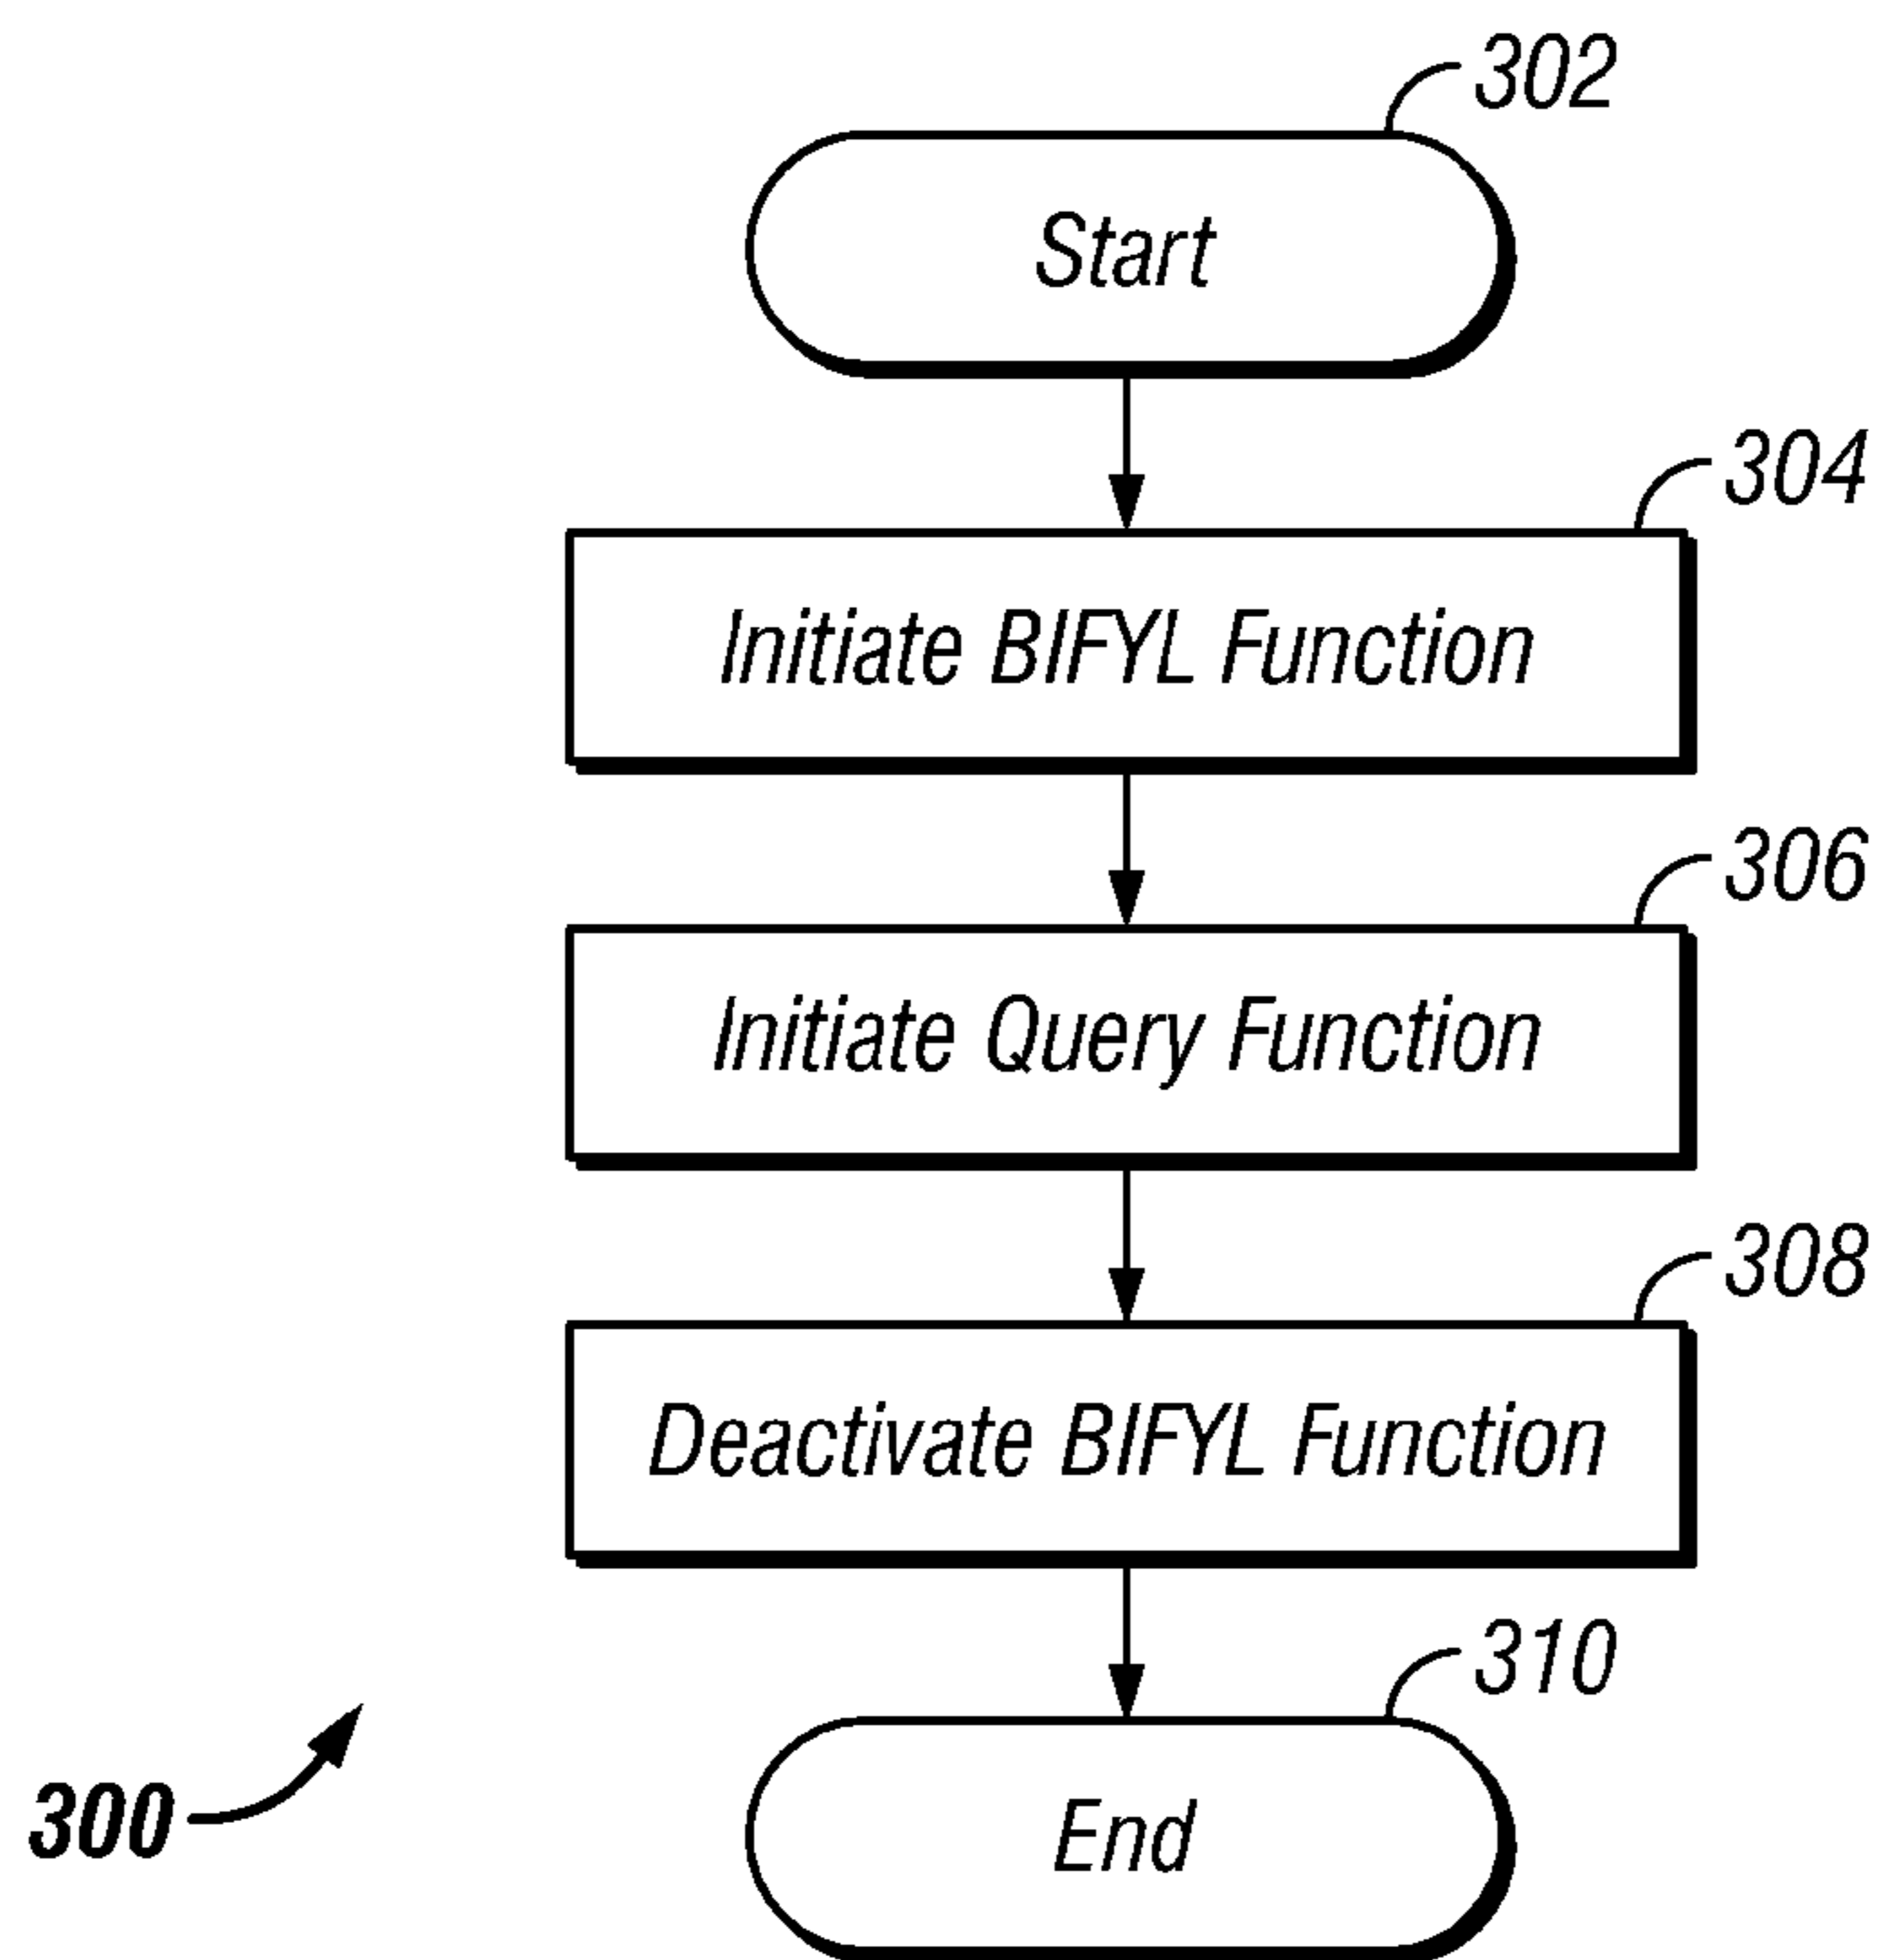 302
Start
304
Initiate BIFYL Function
306
Initiate Query Function
308
Deactivate BIFYL Function
310
End
300